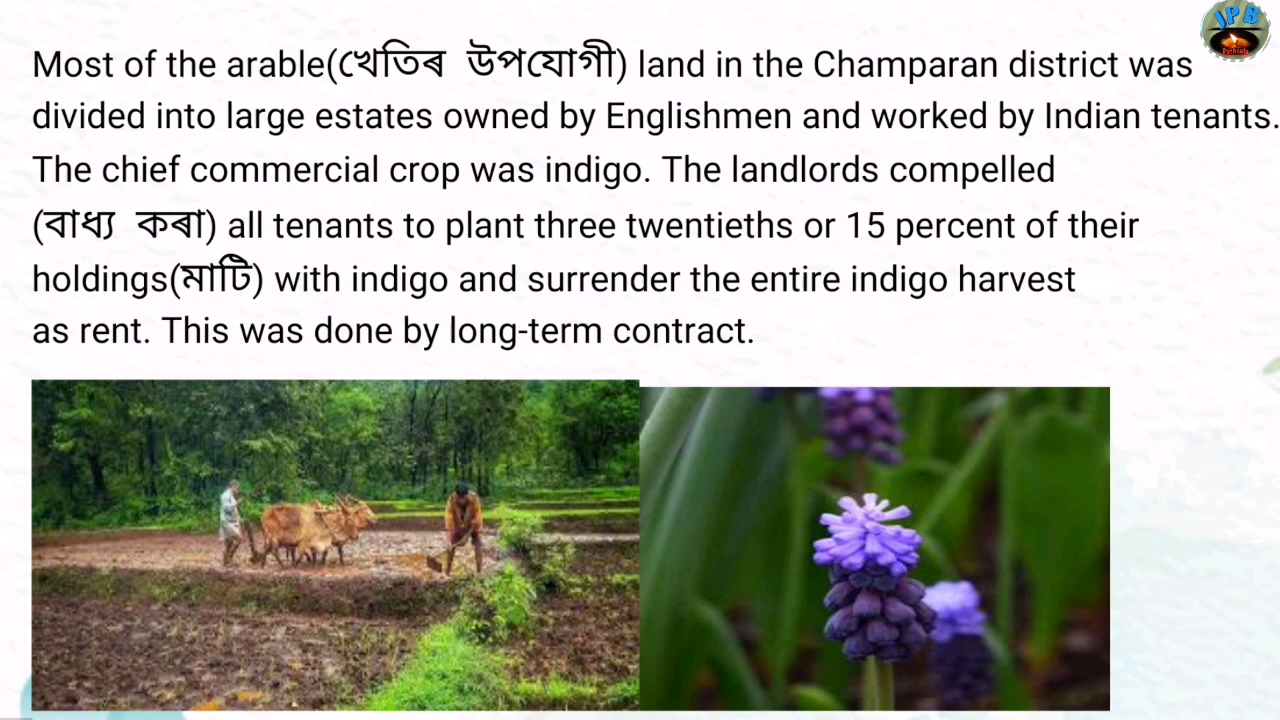 JPB
Pathsala
Most of the arable(খেতিৰ উপযোগী) land in the Champaran district was
divided into large estates owned by Englishmen and worked by Indian tenants.
The chief commercial crop was indigo. The landlords compelled
(বাধ্য কৰা) all tenants to plant three twentieths or 15 percent of their
holdings(মাটি) with indigo and surrender the entire indigo harvest
as rent. This was done by long-term contract.